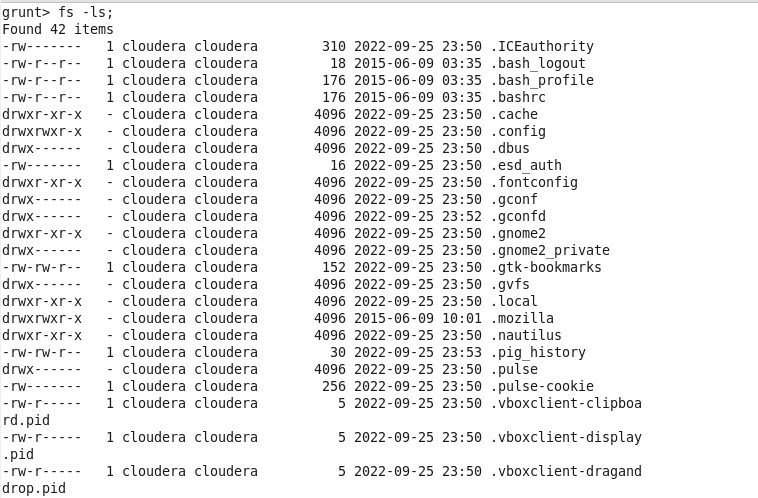 grunt> fs -ls;
Found 42 items
-rw-------   1 cloudera cloudera        310 2022-09-25 23:50 .ICEauthority
-rw-r--r--   1 cloudera cloudera         18 2015-06-09 03:35 .bash_logout
-rw-r--r--   1 cloudera cloudera        176 2015-06-09 03:35 .bash_profile
-rw-r--r--   1 cloudera cloudera        176 2015-06-09 03:35 .bashrc
drwxr-xr-x   - cloudera cloudera       4096 2022-09-25 23:50 .cache
drwxrwxr-x   - cloudera cloudera       4096 2022-09-25 23:50 .config
drwx------   - cloudera cloudera       4096 2022-09-25 23:50 .dbus
-rw-------   1 cloudera cloudera         16 2022-09-25 23:50 .esd_auth
drwxr-xr-x   - cloudera cloudera       4096 2022-09-25 23:50 .fontconfig
drwx------   - cloudera cloudera       4096 2022-09-25 23:50 .gconf
drwx------   - cloudera cloudera       4096 2022-09-25 23:52 .gconfd
drwxr-xr-x   - cloudera cloudera       4096 2022-09-25 23:50 .gnome2
drwx------   - cloudera cloudera       4096 2022-09-25 23:50 .gnome2_private
-rw-rw-r--   1 cloudera cloudera        152 2022-09-25 23:50 .gtk-bookmarks
drwx------   - cloudera cloudera       4096 2022-09-25 23:50 .gvfs
drwxr-xr-x   - cloudera cloudera       4096 2022-09-25 23:50 .local
drwxrwxr-x   - cloudera cloudera       4096 2015-06-09 10:01 .mozilla
drwxr-xr-x   - cloudera cloudera       4096 2022-09-25 23:50 .nautilus
-rw-rw-r--   1 cloudera cloudera         30 2022-09-25 23:53 .pig_history
drwx------   - cloudera cloudera       4096 2022-09-25 23:50 .pulse
-rw-------   1 cloudera cloudera        256 2022-09-25 23:50 .pulse-cookie
-rw-r-----   1 cloudera cloudera          5 2022-09-25 23:50 .vboxclient-clipboa
rd.pid
-rw-r-----   1 cloudera cloudera          5 2022-09-25 23:50 .vboxclient-display
.pid
-rw-r-----   1 cloudera cloudera          5 2022-09-25 23:50 .vboxclient-dragand
drop.pid